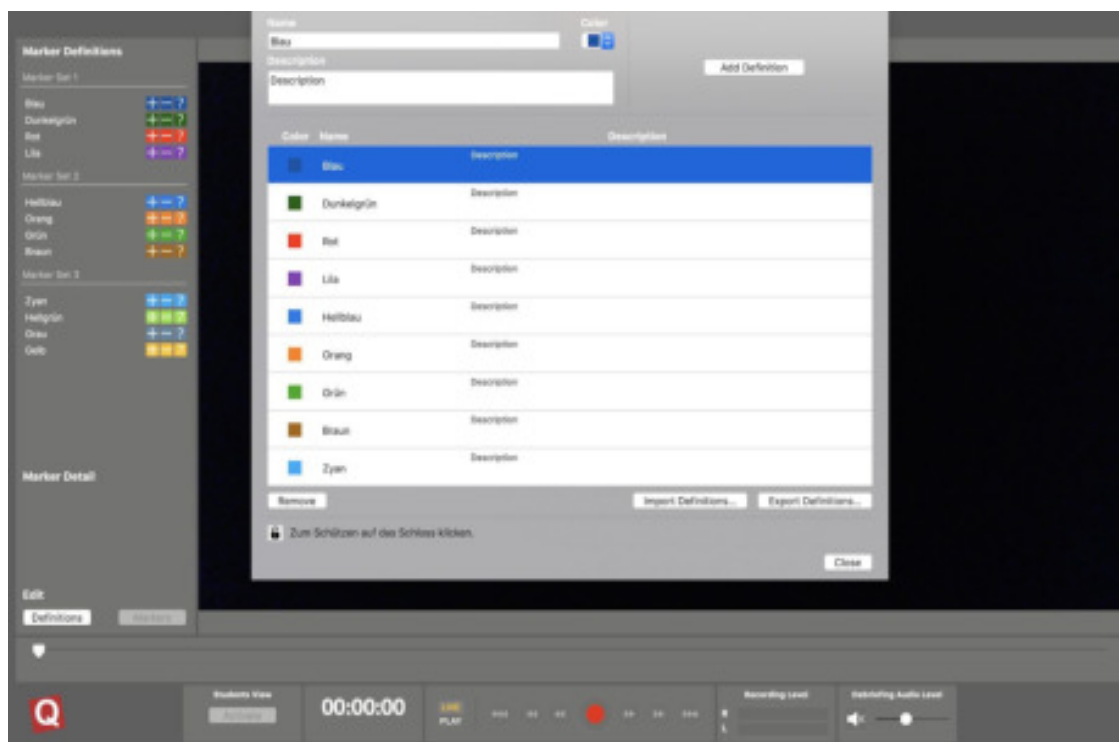 Marker Definitions
Marker Set 1
Blau
Dunkelgrün
Rot
Lila
Marker Set 2
Hellblau
Orang
Grün
Braun
Marker Set 3
Zyan
Hellgrün
Grau
Gelb
Marker Detail
Edit
Definitions
Markers
Name
Color
Blau
Description
Description
Add Definition
Color Name Description
Blau Description
Dunkelgrün Description
Rot Description
Lila Description
Hellblau Description
Orang Description
Grün Description
Braun Description
Zyan Description
Remove
Import Definitions...
Export Definitions...
Zum Schützen auf das Schloss klicken.
Close
Q
Students View
Activate
00:00:00
LIVE
PLAY
Recording Level
R
L
Debriefing Audio Level